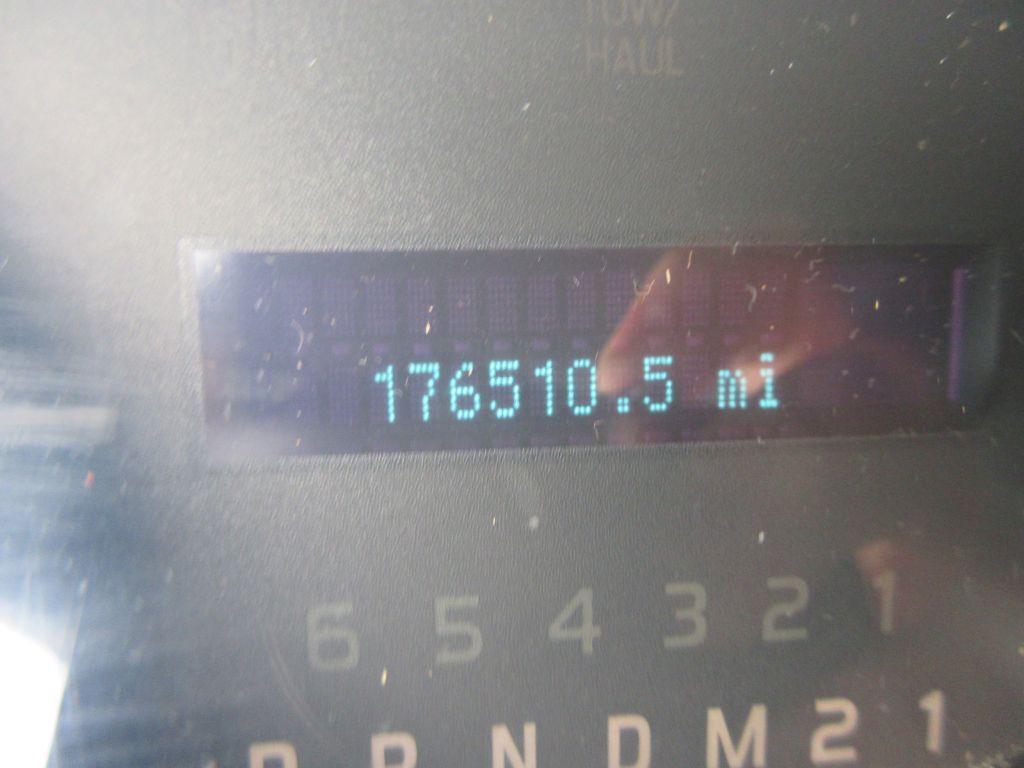 TOW/
HAUL
176510.5 mi
6 5 4 3 2 1
P R N D M 2 1